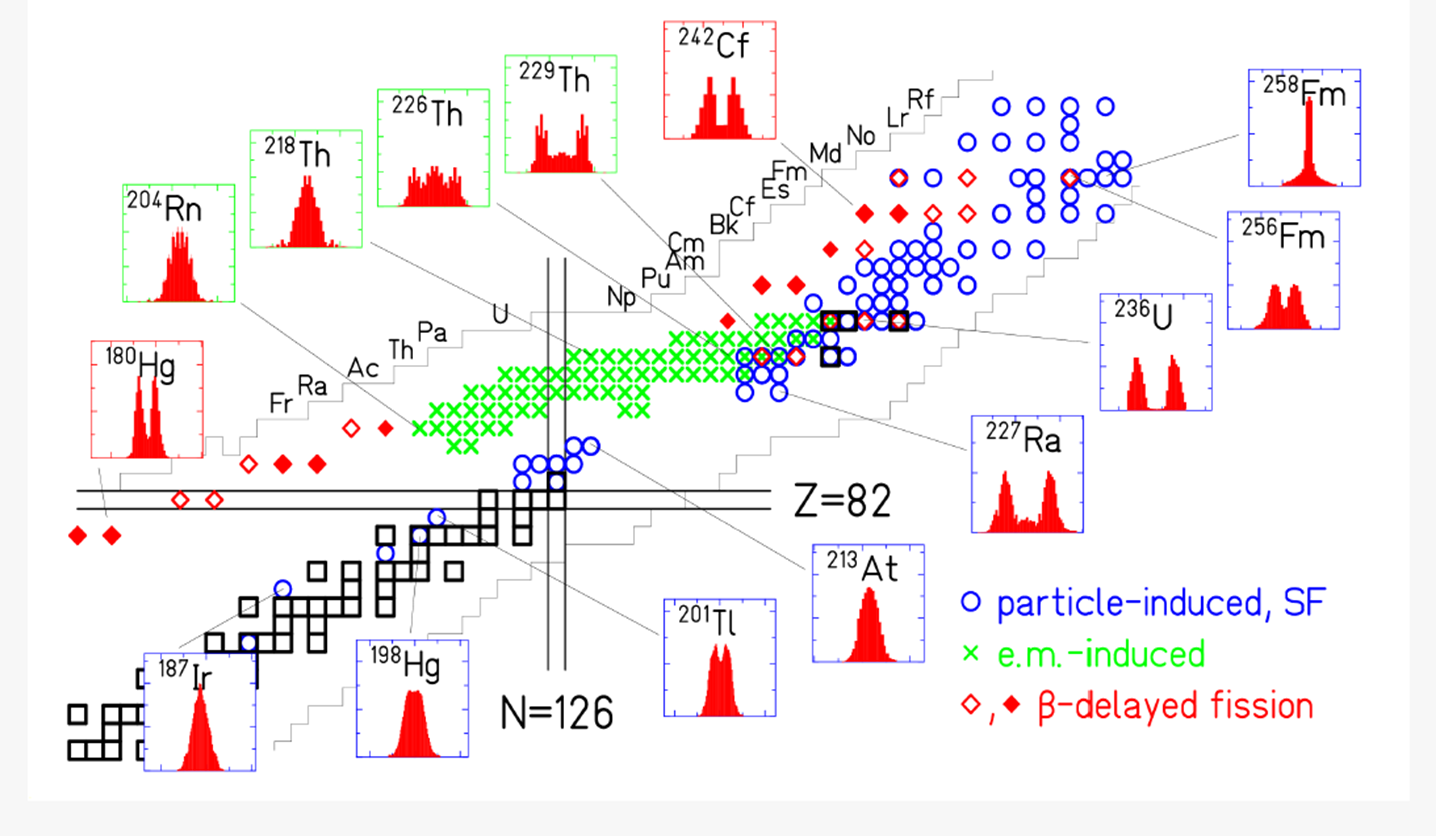 242Cf
229Th
258Fm
226Th
Rf
Lr
No
218Th
Md
Fm
Es
204Rn
Cf
Bk
256Fm
Cm
Am
Pu
Np
U
236U
Pa
Th
180Hg
Ac
Ra
Fr
227Ra
Z=82
213At
particle-induced, SF
201Tl
e.m.-induced
198Hg
187Ir
N=126
, β-delayed fission